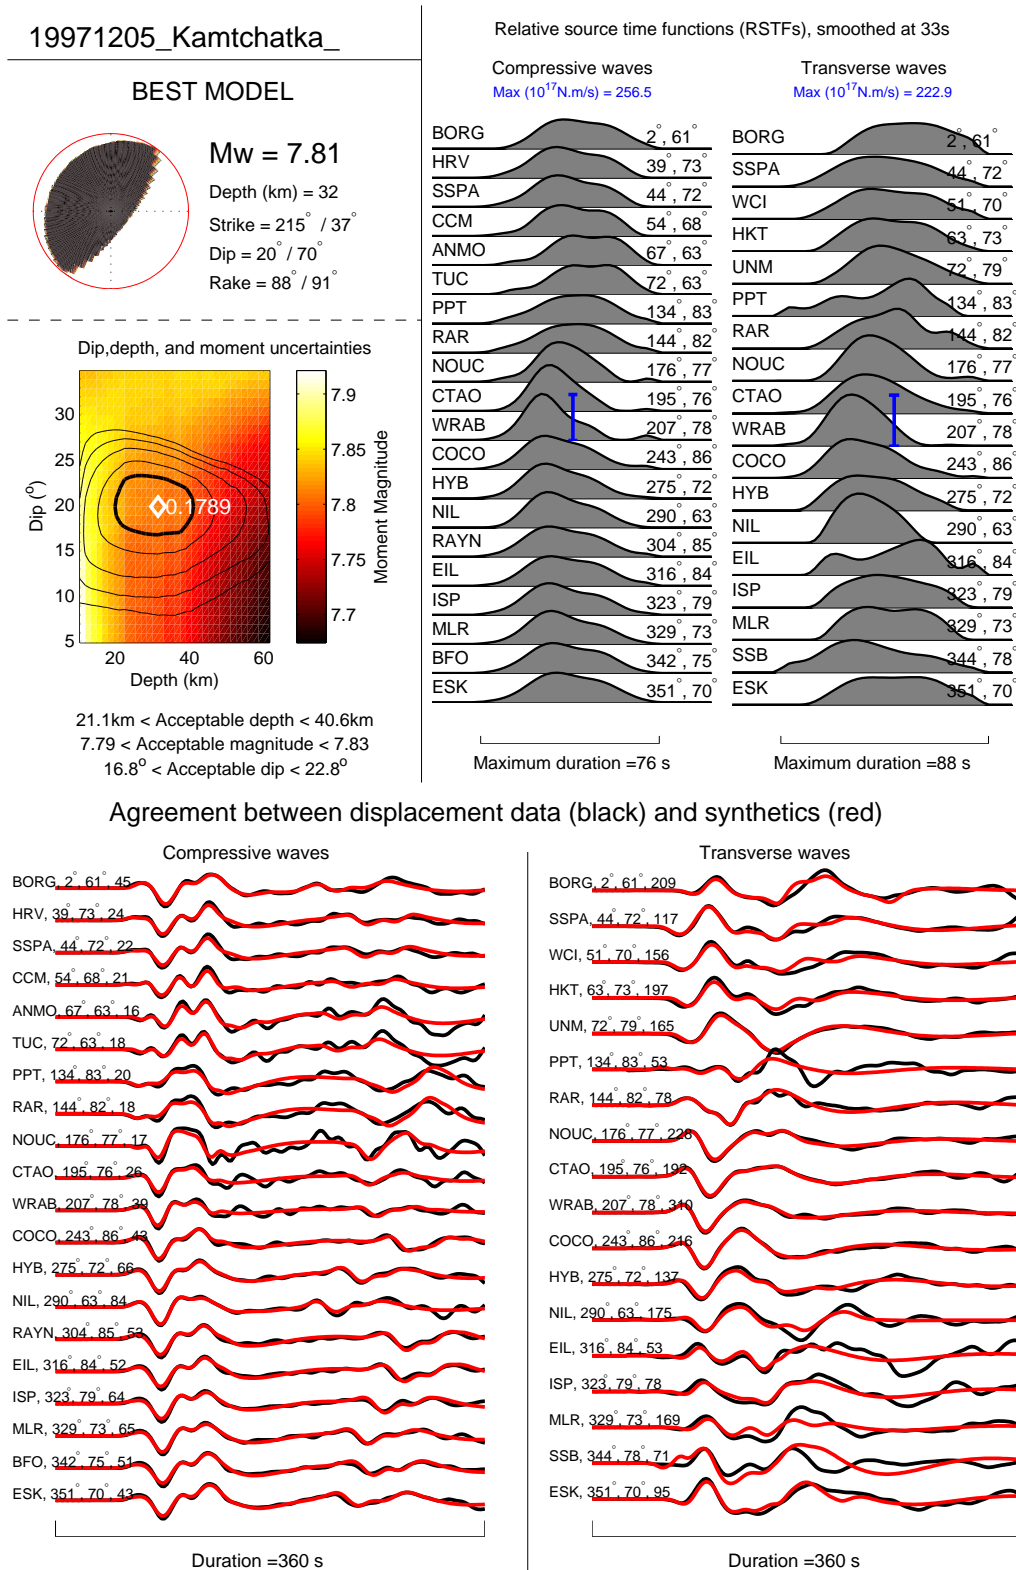 19971205_Kamtchatka_
BEST MODEL
Mw = 7.81
Depth (km) = 32
Strike = 215° / 37°
Dip = 20° / 70°
Rake = 88° / 91°
Dip,depth, and moment uncertainties
30
25
20
15
10
5
Dip (°)
0.1789
20
40
60
Depth (km)
7.9
7.85
7.8
7.75
7.7
Moment Magnitude
21.1km < Acceptable depth < 40.6km
7.79 < Acceptable magnitude < 7.83
16.8° < Acceptable dip < 22.8°
Relative source time functions (RSTFs), smoothed at 33s
Compressive waves
Max (10^17 N.m/s) = 256.5
BORG 2°, 61°
HRV 39°, 73°
SSPA 44°, 72°
CCM 54°, 68°
ANMO 67°, 63°
TUC 72°, 63°
PPT 134°, 83°
RAR 144°, 82°
NOUC 176°, 77°
CTAO 195°, 76°
WRAB 207°, 78°
COCO 243°, 86°
HYB 275°, 72°
NIL 290°, 63°
RAYN 304°, 85°
EIL 316°, 84°
ISP 323°, 79°
MLR 329°, 73°
BFO 342°, 75°
ESK 351°, 70°
Maximum duration =76 s
Transverse waves
Max (10^17 N.m/s) = 222.9
BORG 2°, 61°
SSPA 44°, 72°
WCI 51°, 70°
HKT 63°, 73°
UNM 72°, 79°
PPT 134°, 83°
RAR 144°, 82°
NOUC 176°, 77°
CTAO 195°, 76°
WRAB 207°, 78°
COCO 243°, 86°
HYB 275°, 72°
NIL 290°, 63°
EIL 316°, 84°
ISP 323°, 79°
MLR 329°, 73°
SSB 344°, 78°
ESK 351°, 70°
Maximum duration =88 s
Agreement between displacement data (black) and synthetics (red)
Compressive waves
BORG, 2°, 61°, 45
HRV, 39°, 73°, 24
SSPA, 44°, 72°, 22
CCM, 54°, 68°, 21
ANMO, 67°, 63°, 16
TUC, 72°, 63°, 18
PPT, 134°, 83°, 20
RAR, 144°, 82°, 18
NOUC, 176°, 77°, 17
CTAO, 195°, 76°, 26
WRAB, 207°, 78°, 39
COCO, 243°, 86°, 43
HYB, 275°, 72°, 66
NIL, 290°, 63°, 84
RAYN, 304°, 85°, 53
EIL, 316°, 84°, 52
ISP, 323°, 79°, 64
MLR, 329°, 73°, 65
BFO, 342°, 75°, 51
ESK, 351°, 70°, 43
Duration =360 s
Transverse waves
BORG, 2°, 61°, 209
SSPA, 44°, 72°, 117
WCI, 51°, 70°, 156
HKT, 63°, 73°, 197
UNM, 72°, 79°, 165
PPT, 134°, 83°, 53
RAR, 144°, 82°, 78
NOUC, 176°, 77°, 228
CTAO, 195°, 76°, 192
WRAB, 207°, 78°, 310
COCO, 243°, 86°, 216
HYB, 275°, 72°, 137
NIL, 290°, 63°, 175
EIL, 316°, 84°, 53
ISP, 323°, 79°, 78
MLR, 329°, 73°, 169
SSB, 344°, 78°, 71
ESK, 351°, 70°, 95
Duration =360 s